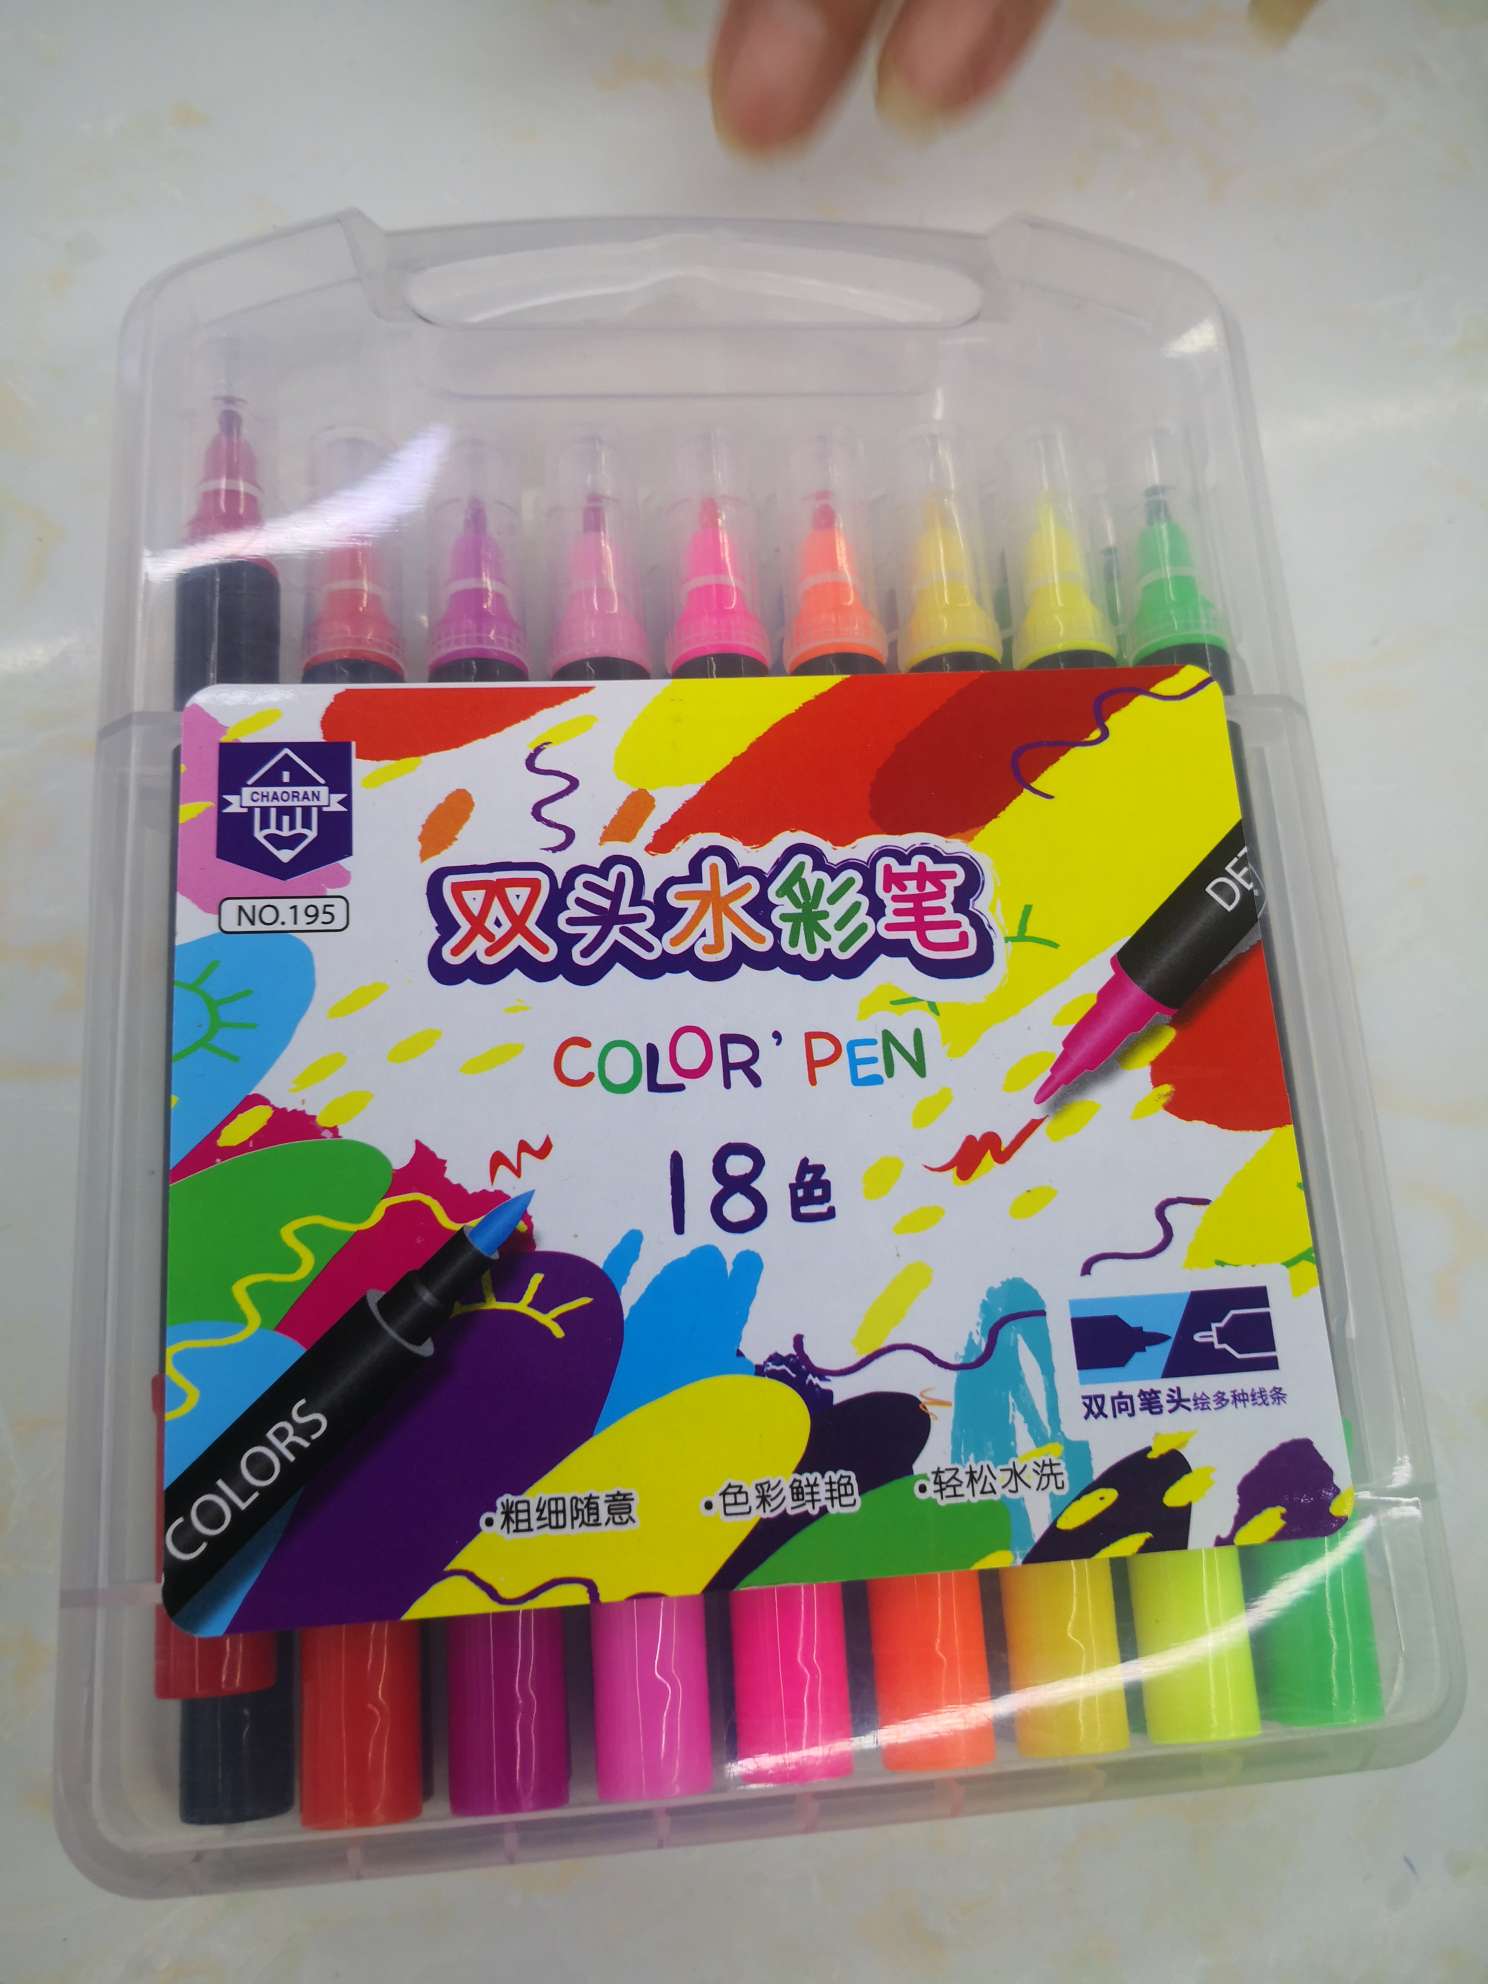 CHAORAN
NO.195
双头水彩笔
COLOR' PEN
18色
COLORS
双向笔头绘多种线条
•粗细随意 •色彩鲜艳 •轻松水洗